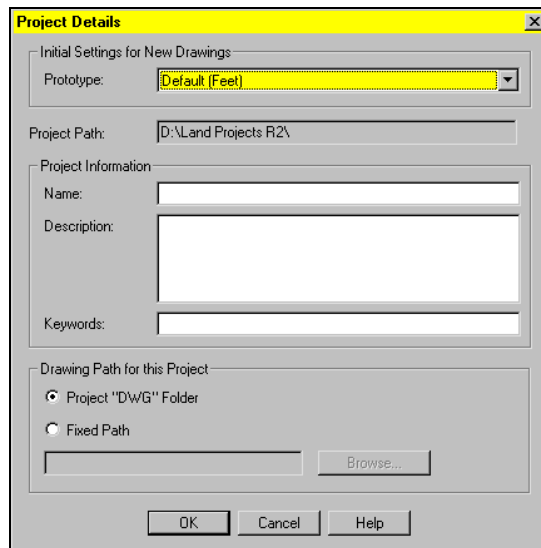 Project Details
Initial Settings for New Drawings
Prototype: Default (Feet)
Project Path: D:\Land Projects R2\
Project Information
Name:
Description:
Keywords:
Drawing Path for this Project
Project "DWG" Folder
Fixed Path
Browse...
OK Cancel Help